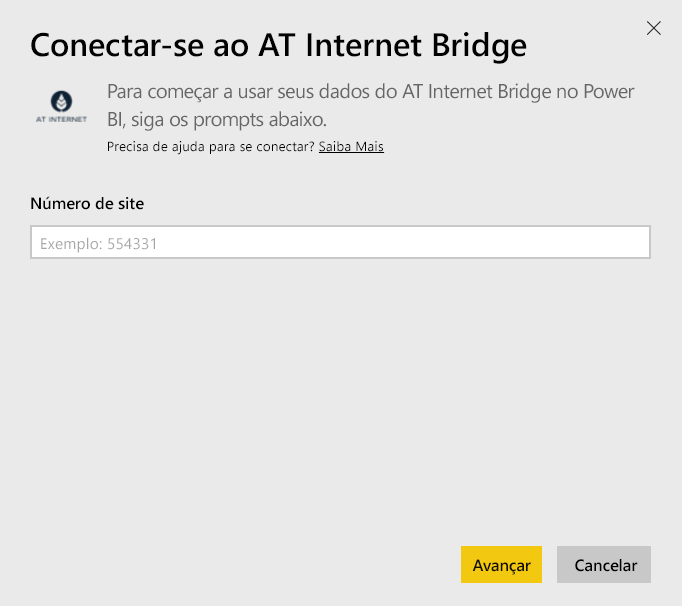 Conectar-se ao AT Internet Bridge
AT INTERNET
Para começar a usar seus dados do AT Internet Bridge no Power
BI, siga os prompts abaixo.
Precisa de ajuda para se conectar? Saiba Mais
Número de site
Exemplo: 554331
Avançar
Cancelar